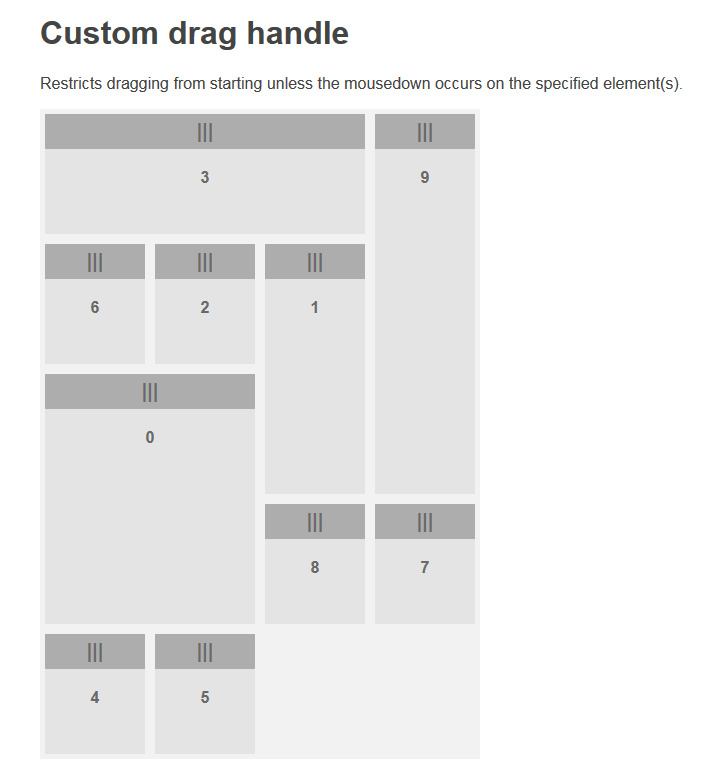 Custom drag handle
Restricts dragging from starting unless the mousedown occurs on the specified element(s).
||| |||
3 9
||| ||| |||
6 2 1
|||
0
||| |||
8 7
||| |||
4 5